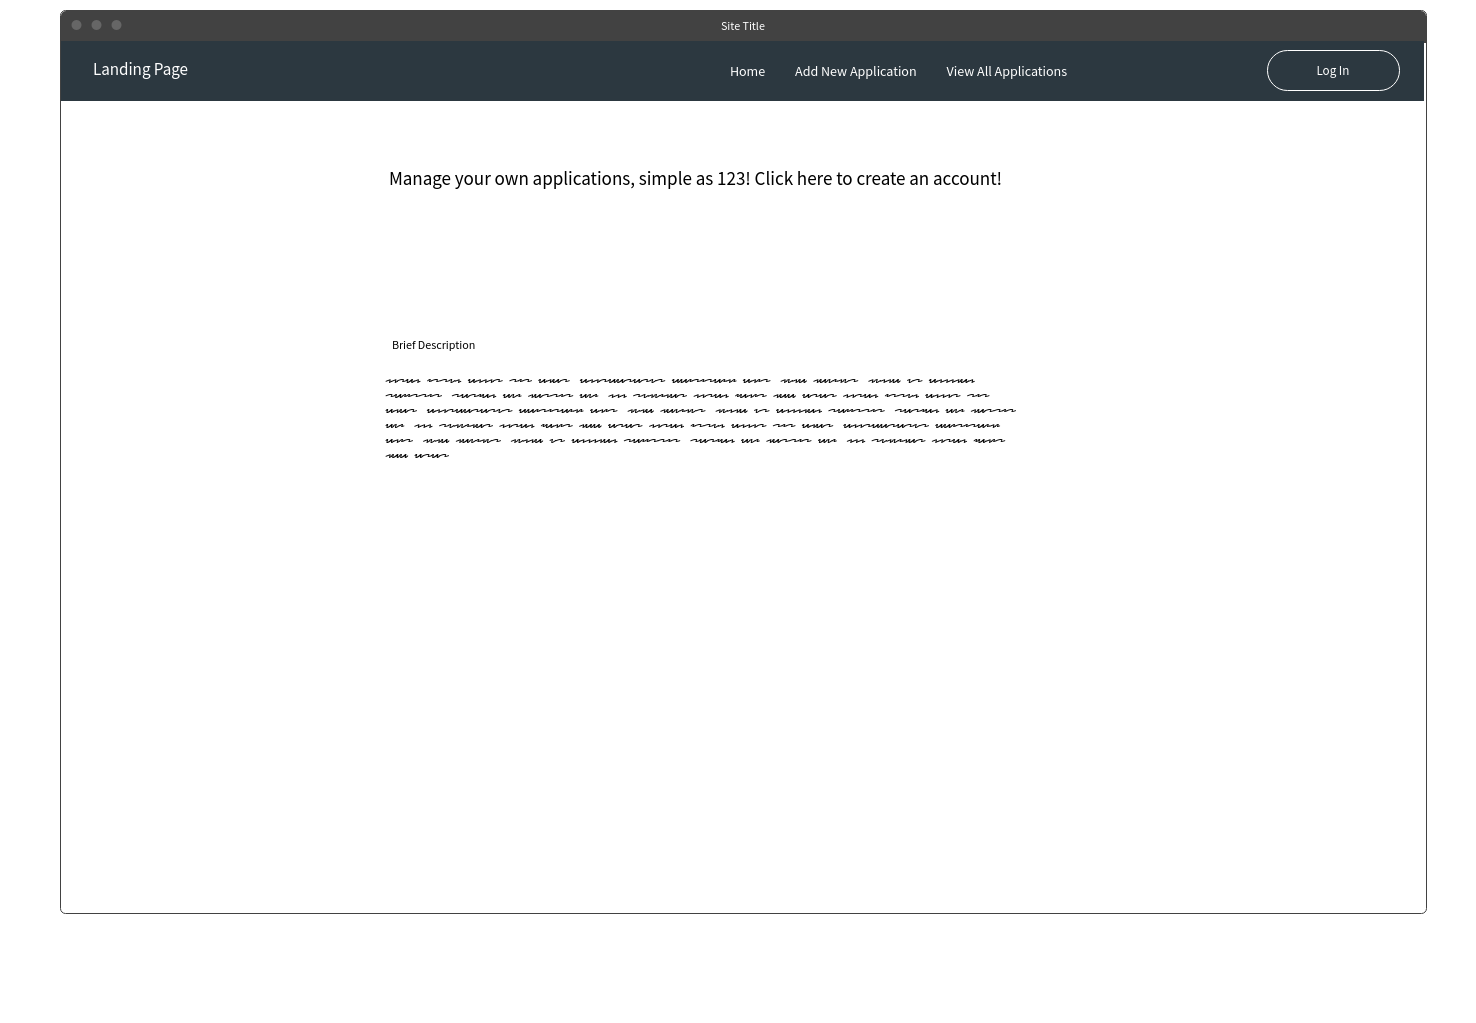 Site Title
Landing Page
Home Add New Application View All Applications
Log In
Manage your own applications, simple as 123! Click here to create an account!
Brief Description